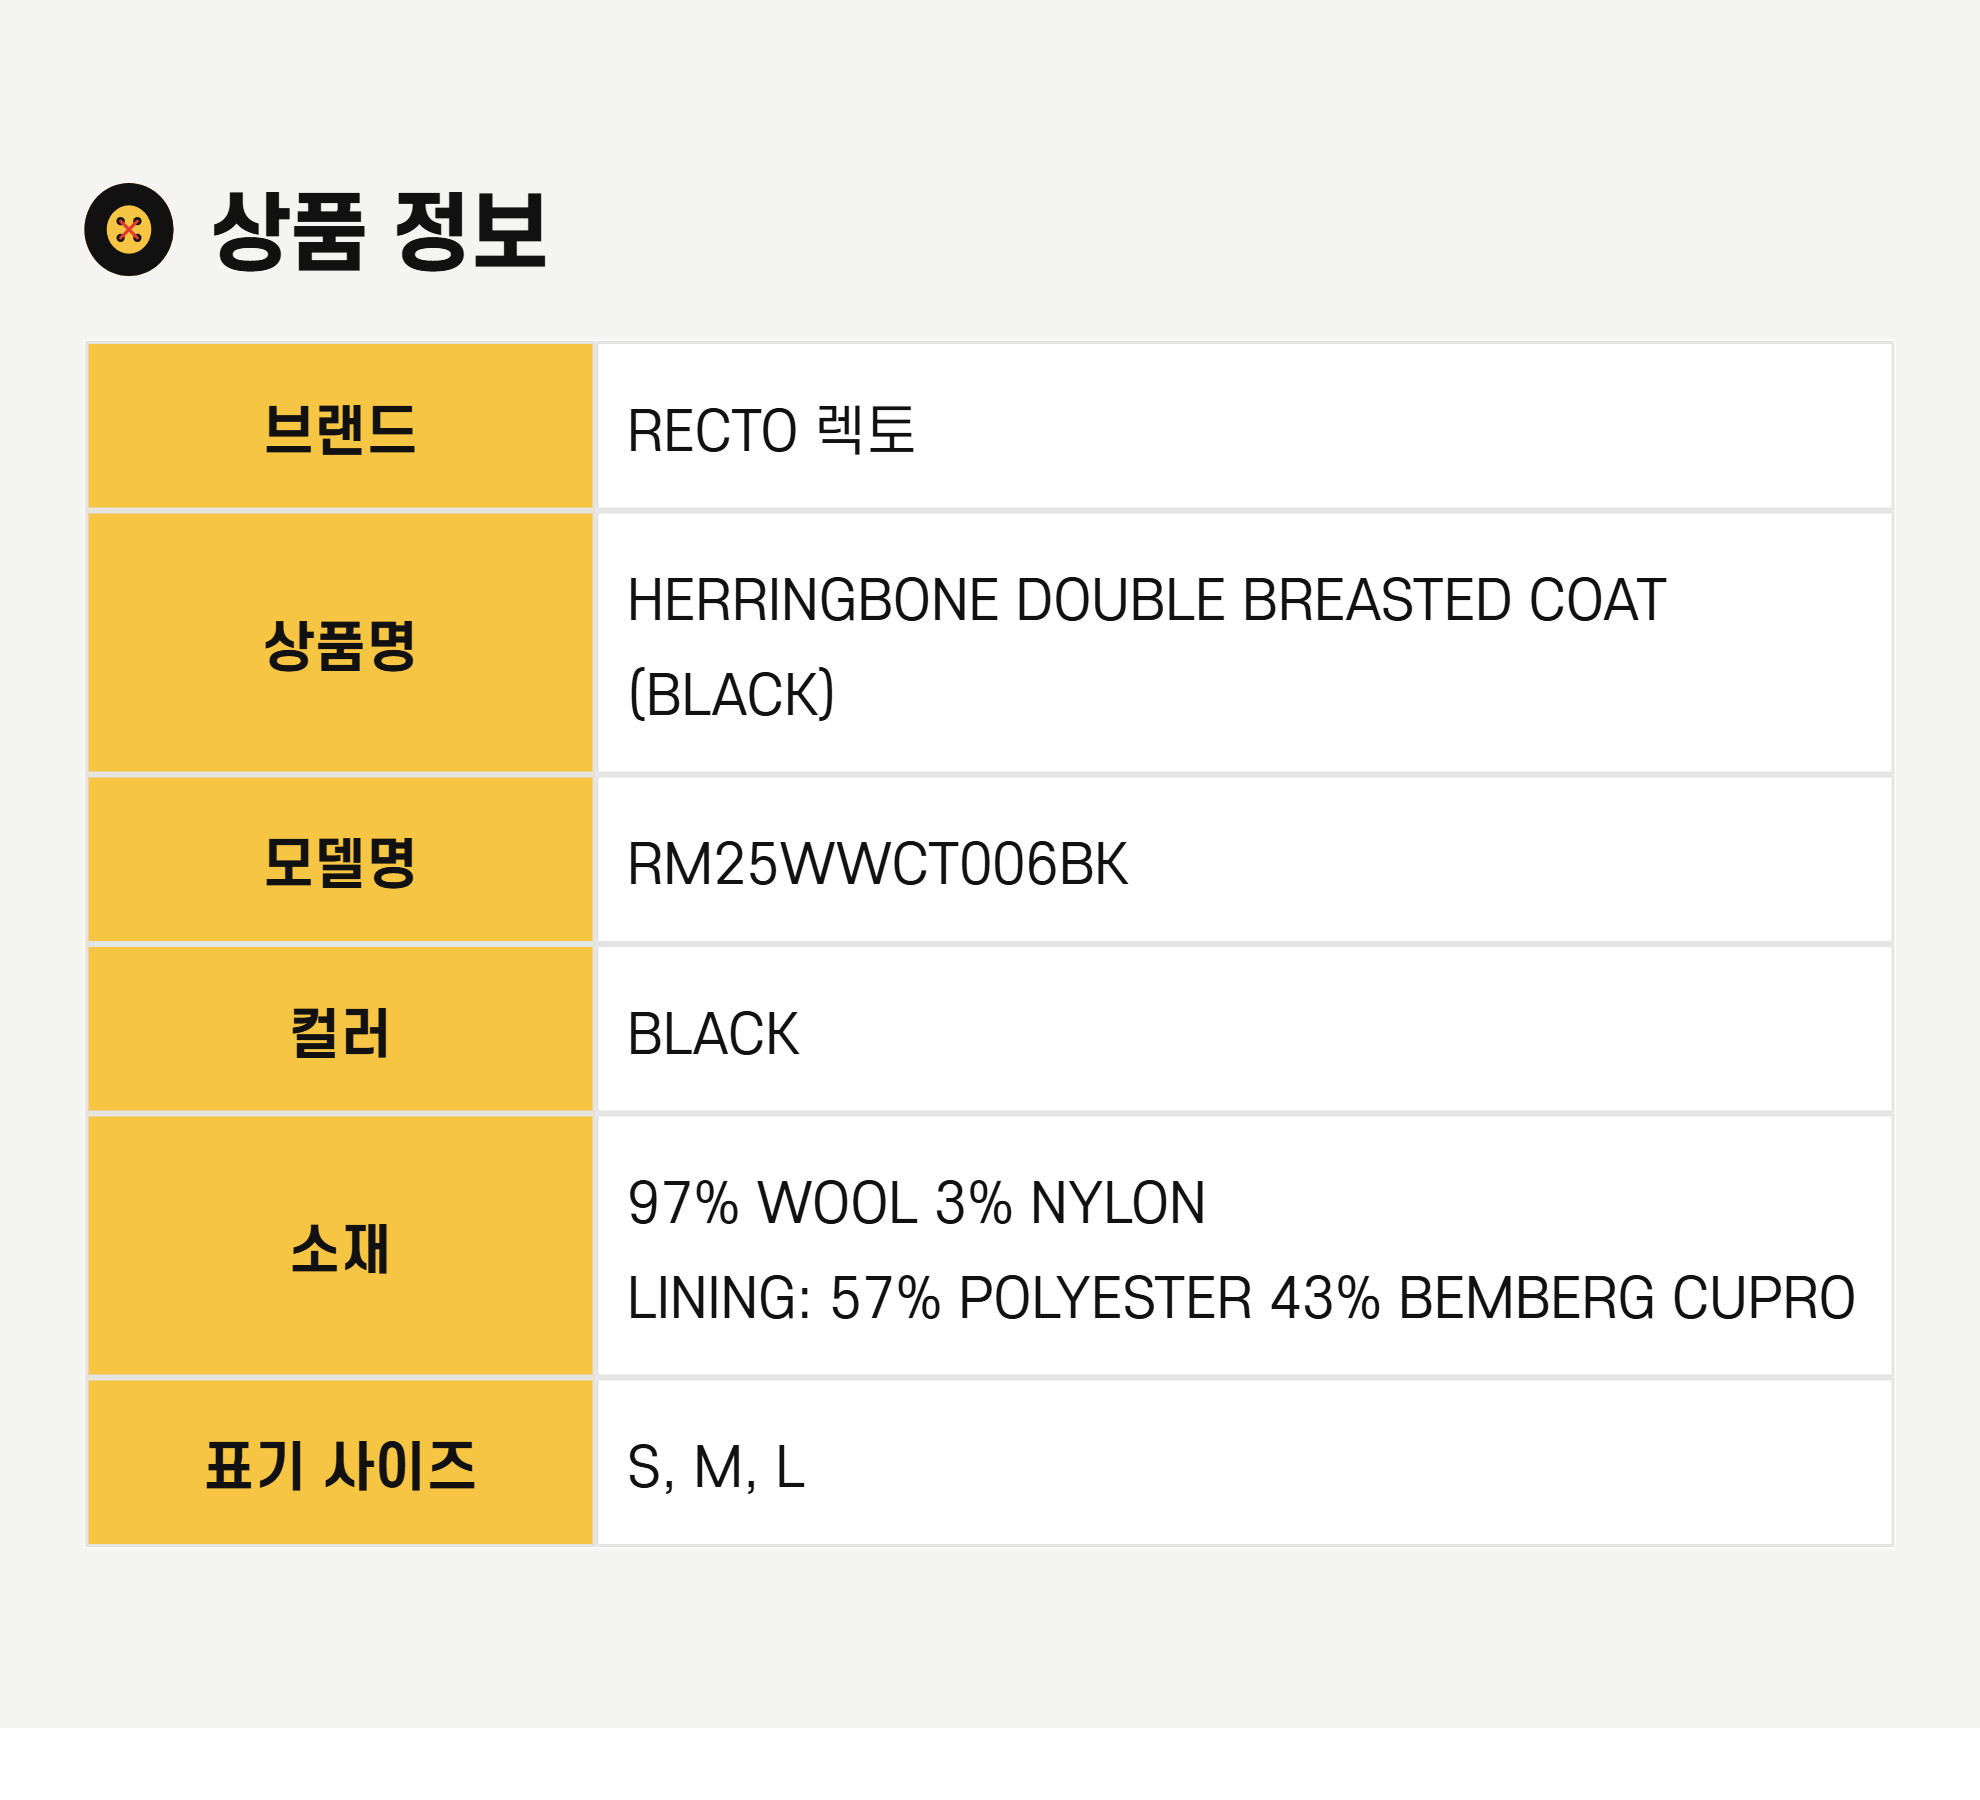 상품 정보
브랜드
RECTO 렉토
상품명
HERRINGBONE DOUBLE BREASTED COAT
(BLACK)
모델명
RM25WWCT006BK
컬러
BLACK
소재
97% WOOL 3% NYLON
LINING: 57% POLYESTER 43% BEMBERG CUPRO
표기 사이즈
S, M, L